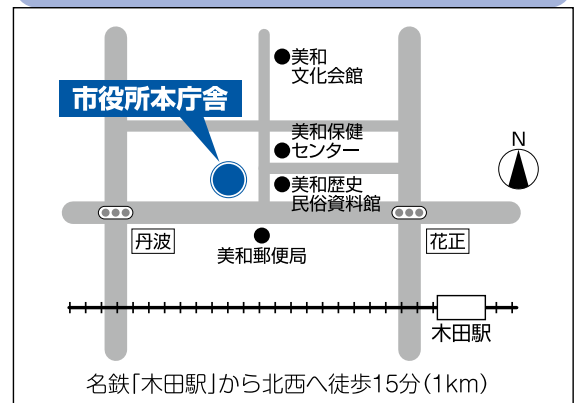 美和
文化会館
市役所本庁舎
美和保健
センター
N
美和歴史
民俗資料館
丹波
花正
美和郵便局
木田駅
名鉄「木田駅」から北西へ徒歩15分(1km)